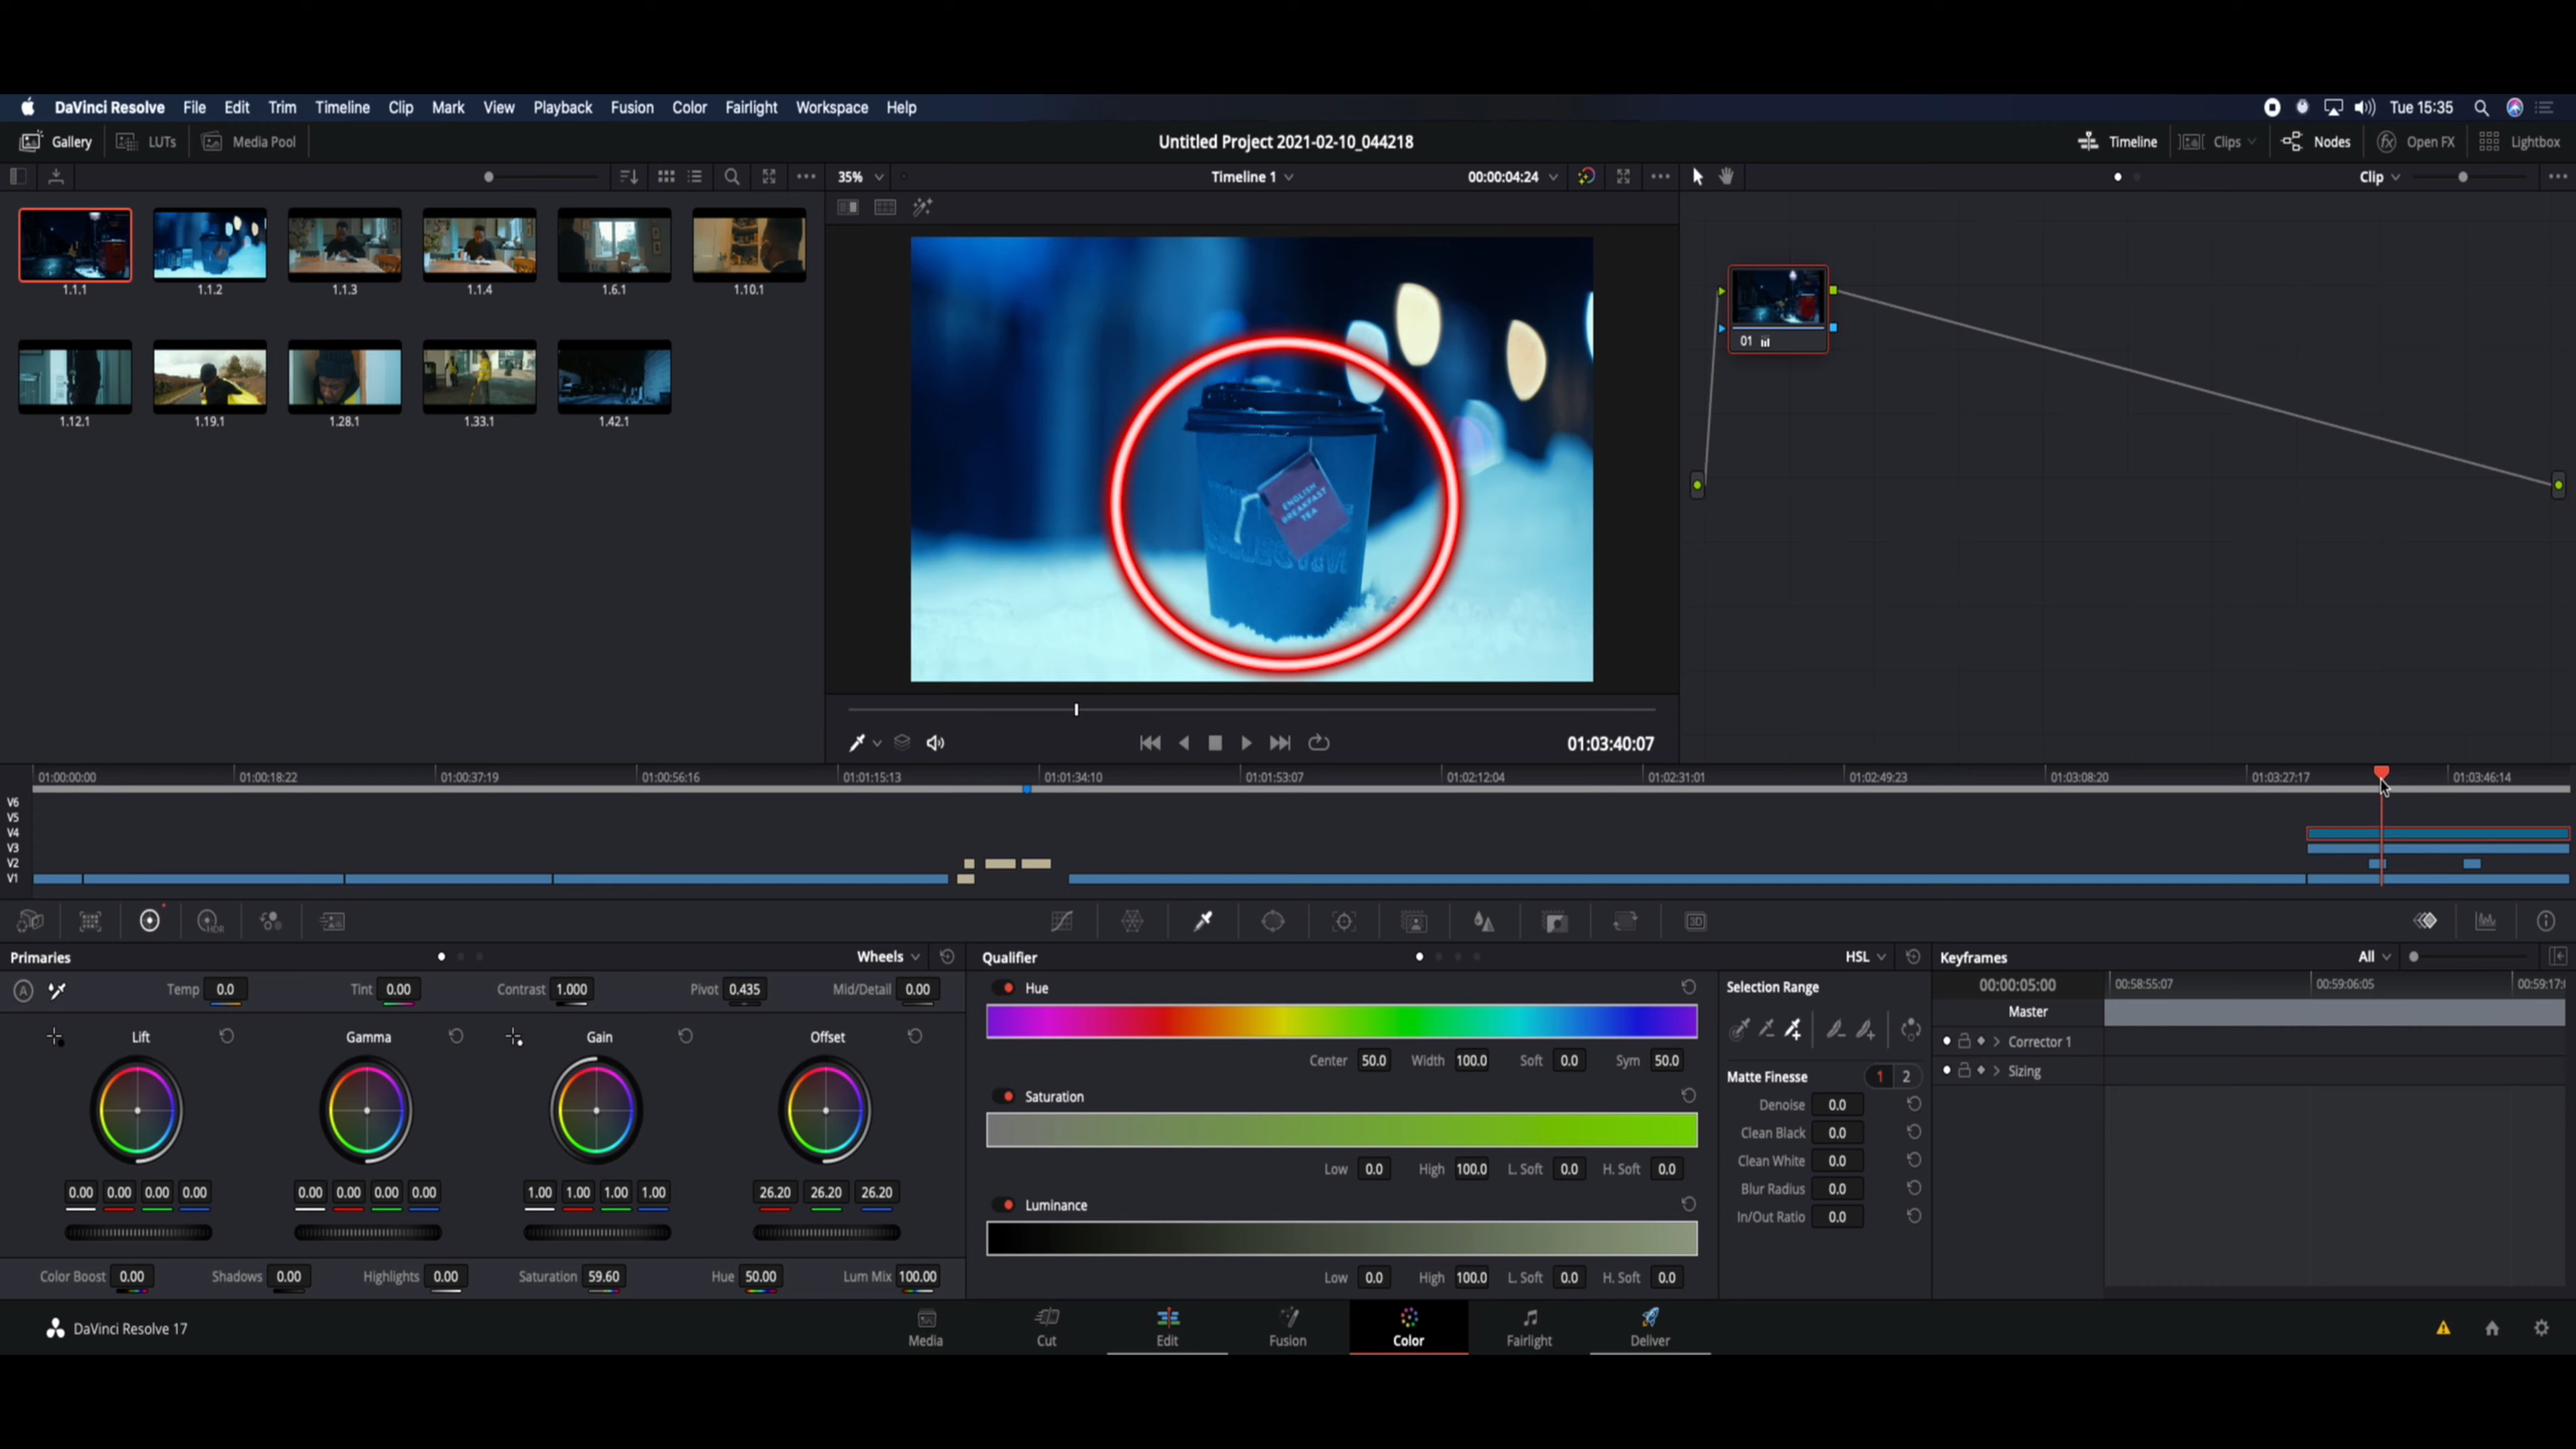 DaVinci Resolve File Edit Trim Timeline Clip Mark View Playback Fusion Color Fairlight Workspace Help Tue 15:35
Gallery LUTs Media Pool Untitled Project 2021-02-10_044218 Timeline Clips Nodes Open FX Lightbox
35% Timeline 1 00:00:04:24 Clip
1.1.1 1.1.2 1.1.3 1.1.4 1.6.1 1.10.1
1.12.1 1.19.1 1.28.1 1.33.1 1.42.1
ENGLISH
BREAKFAST
TEA
01
01:03:40:07
01:00:00:00 01:00:18:22 01:00:37:19 01:00:56:16 01:01:15:13 01:01:34:10 01:01:53:07 01:02:12:04 01:02:31:01 01:02:49:23 01:03:08:20 01:03:27:17 01:03:46:14
V6
V5
V4
V3
V2
V1
HDR 3D
Primaries Wheels Qualifier HSL Keyframes All
A Temp 0.0 Tint 0.00 Contrast 1.000 Pivot 0.435 Mid/Detail 0.00
Lift Gamma Gain Offset
0.00 0.00 0.00 0.00 0.00 0.00 0.00 0.00 1.00 1.00 1.00 1.00 26.20 26.20 26.20
Color Boost 0.00 Shadows 0.00 Highlights 0.00 Saturation 59.60 Hue 50.00 Lum Mix 100.00
Hue
Center 50.0 Width 100.0 Soft 0.0 Sym 50.0
Saturation
Low 0.0 High 100.0 L. Soft 0.0 H. Soft 0.0
Luminance
Low 0.0 High 100.0 L. Soft 0.0 H. Soft 0.0
Selection Range
Matte Finesse 1 2
Denoise 0.0
Clean Black 0.0
Clean White 0.0
Blur Radius 0.0
In/Out Ratio 0.0
00:00:05:00 00:58:55:07 00:59:06:05 00:59:17:
Master
Corrector 1
Sizing
DaVinci Resolve 17 Media Cut Edit Fusion Color Fairlight Deliver